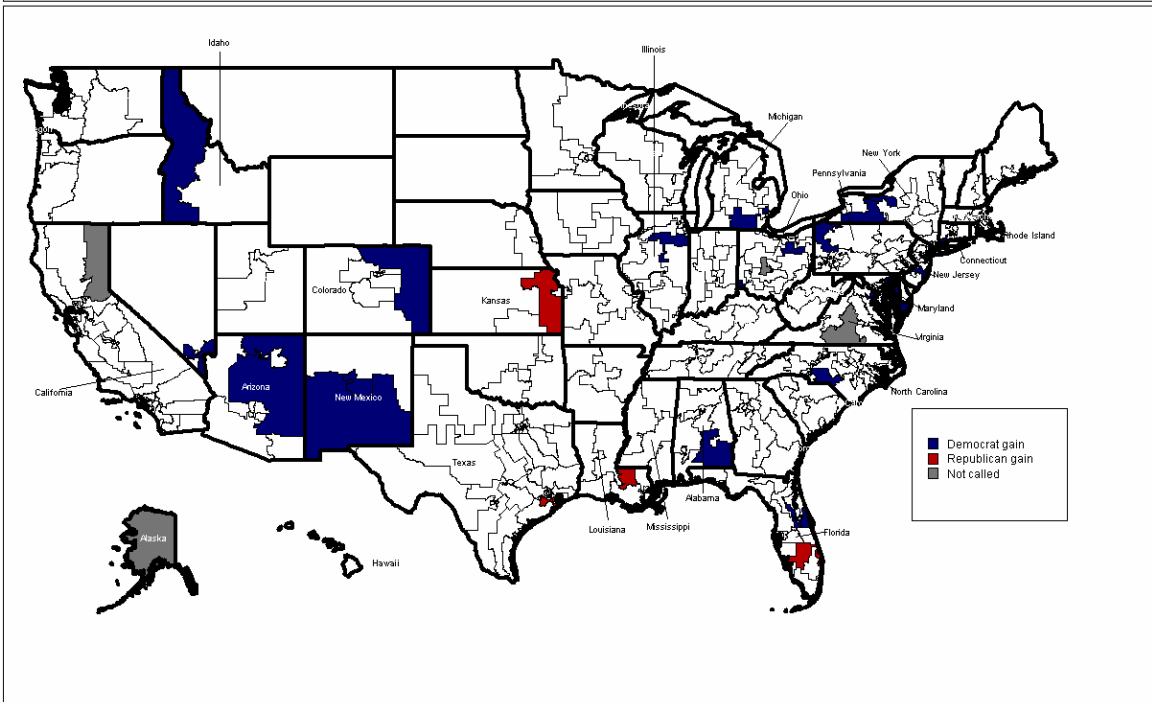 Idaho
Illinois
Michigan
New York
Pennsylvania
Ohio
Rhode Island
Connecticut
New Jersey
Maryland
Virginia
Colorado
Kansas
California
Arizona
New Mexico
North Carolina
Democrat gain
Republican gain
Not called
Texas
Alabama
Louisiana
Mississippi
Florida
Alaska
Hawaii